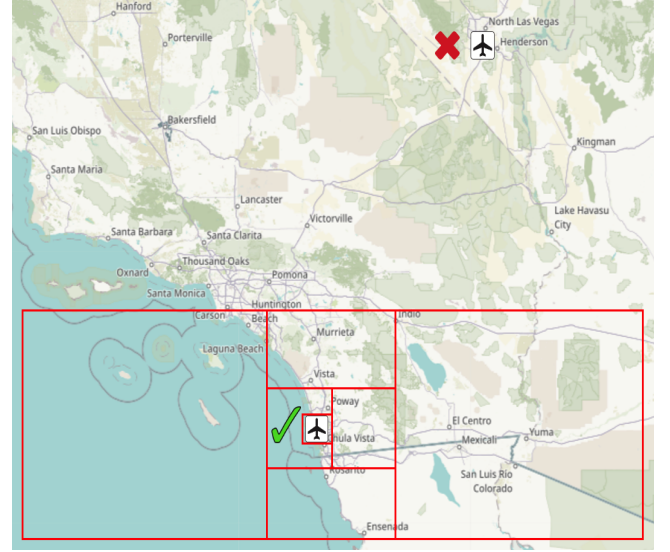 Hanford
North Las Vegas
Porterville
Henderson
Bakersfield
San Luis Obispo
Kingman
Santa Maria
Lancaster
Lake Havasu
City
Victorville
Santa Barbara
Santa Clarita
Thousand Oaks
Oxnard
Pomona
Santa Monica
Huntington
Beach
Carson
Indio
Murrieta
Laguna Beach
Vista
Poway
El Centro
Yuma
hula Vista
Mexicali
Rosarito
San Luis Río
Colorado
Ensenada